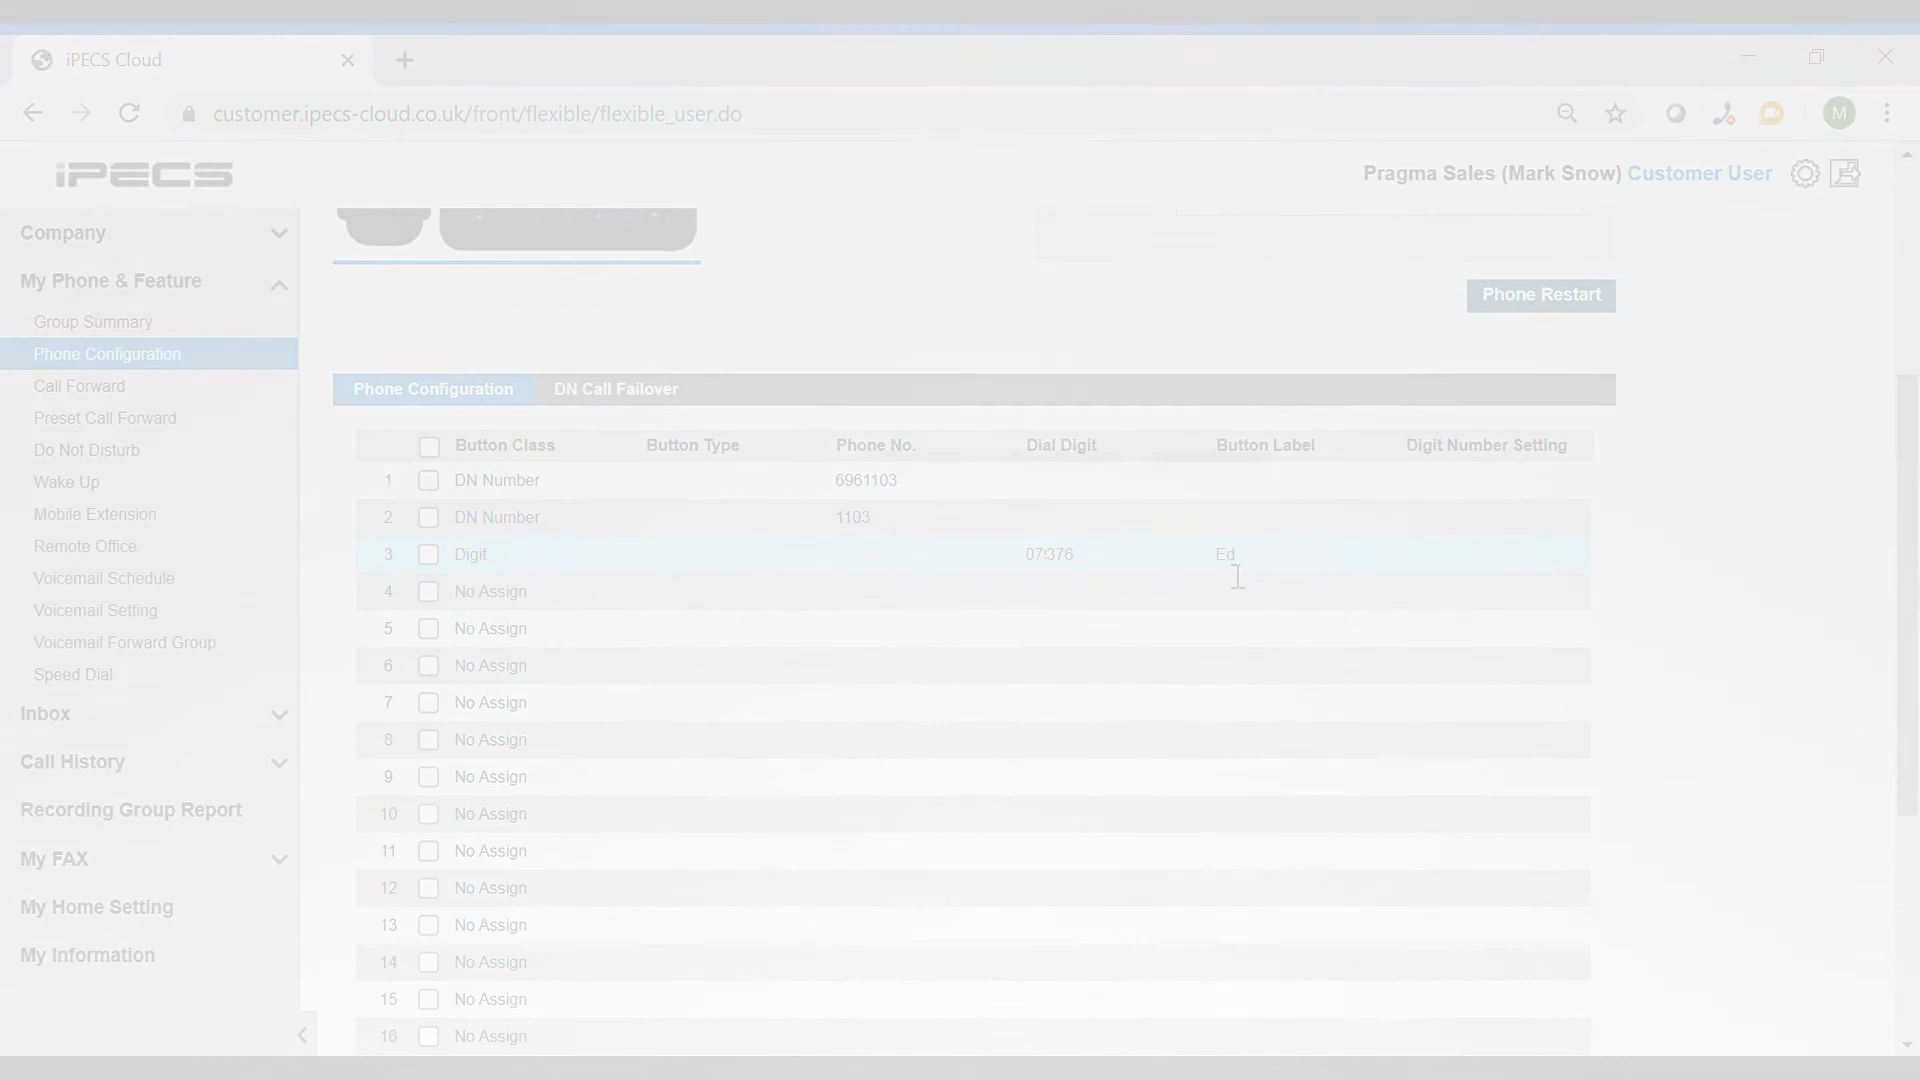 iPECS Cloud
customer.ipecs-cloud.co.uk/front/flexible/flexible_user.do
M
iPECS
Pragma Sales (Mark Snow) Customer User
Company
My Phone & Feature
Group Summary
Phone Configuration
Call Forward
Preset Call Forward
Do Not Disturb
Wake Up
Mobile Extension
Remote Office
Voicemail Schedule
Voicemail Setting
Voicemail Forward Group
Speed Dial
Inbox
Call History
Recording Group Report
My FAX
My Home Setting
My Information
Phone Restart
Phone Configuration DN Call Failover
Button Class Button Type Phone No. Dial Digit Button Label Digit Number Setting
1 DN Number 6961103
2 DN Number 1103
3 Digit Ed
4 No Assign
5 No Assign
6 No Assign
7 No Assign
8 No Assign
9 No Assign
10 No Assign
11 No Assign
12 No Assign
13 No Assign
14 No Assign
15 No Assign
16 No Assign